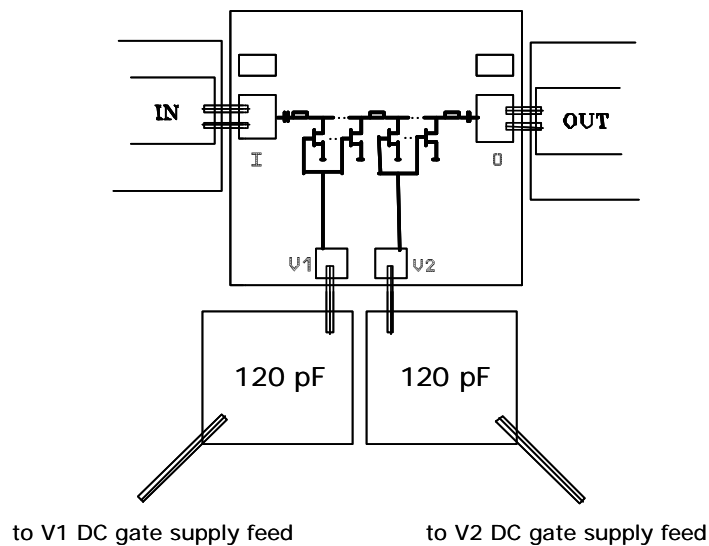 IN
OUT
I
O
V1
V2
120 pF
120 pF
to V1 DC gate supply feed
to V2 DC gate supply feed